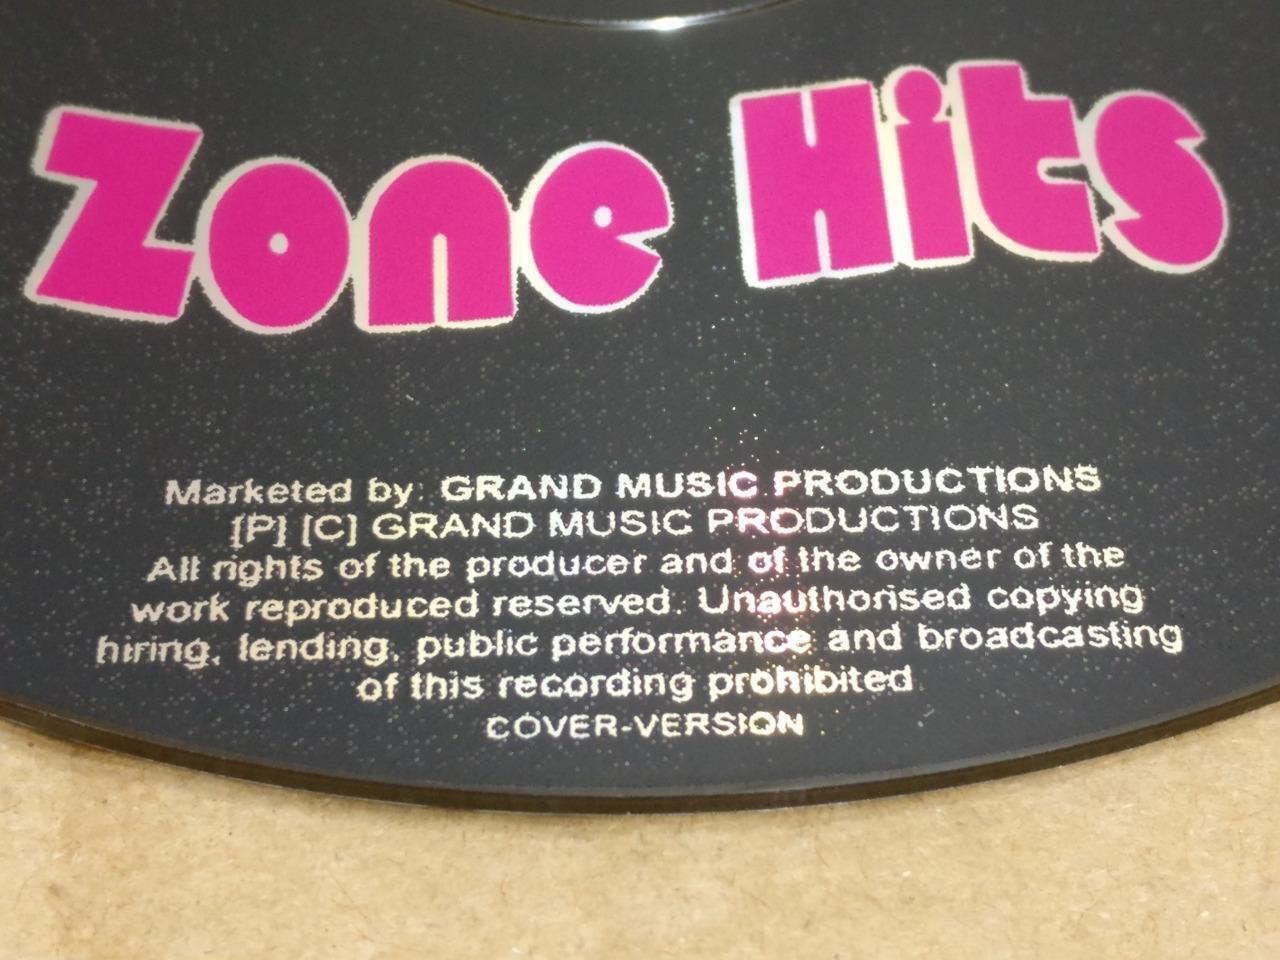 Zone Hits
Marketed by: GRAND MUSIC PRODUCTIONS
[P] [C] GRAND MUSIC PRODUCTIONS
All rights of the producer and of the owner of the
work reproduced reserved. Unauthorised copying
hiring, lending, public performance and broadcasting
of this recording prohibited
COVER-VERSION